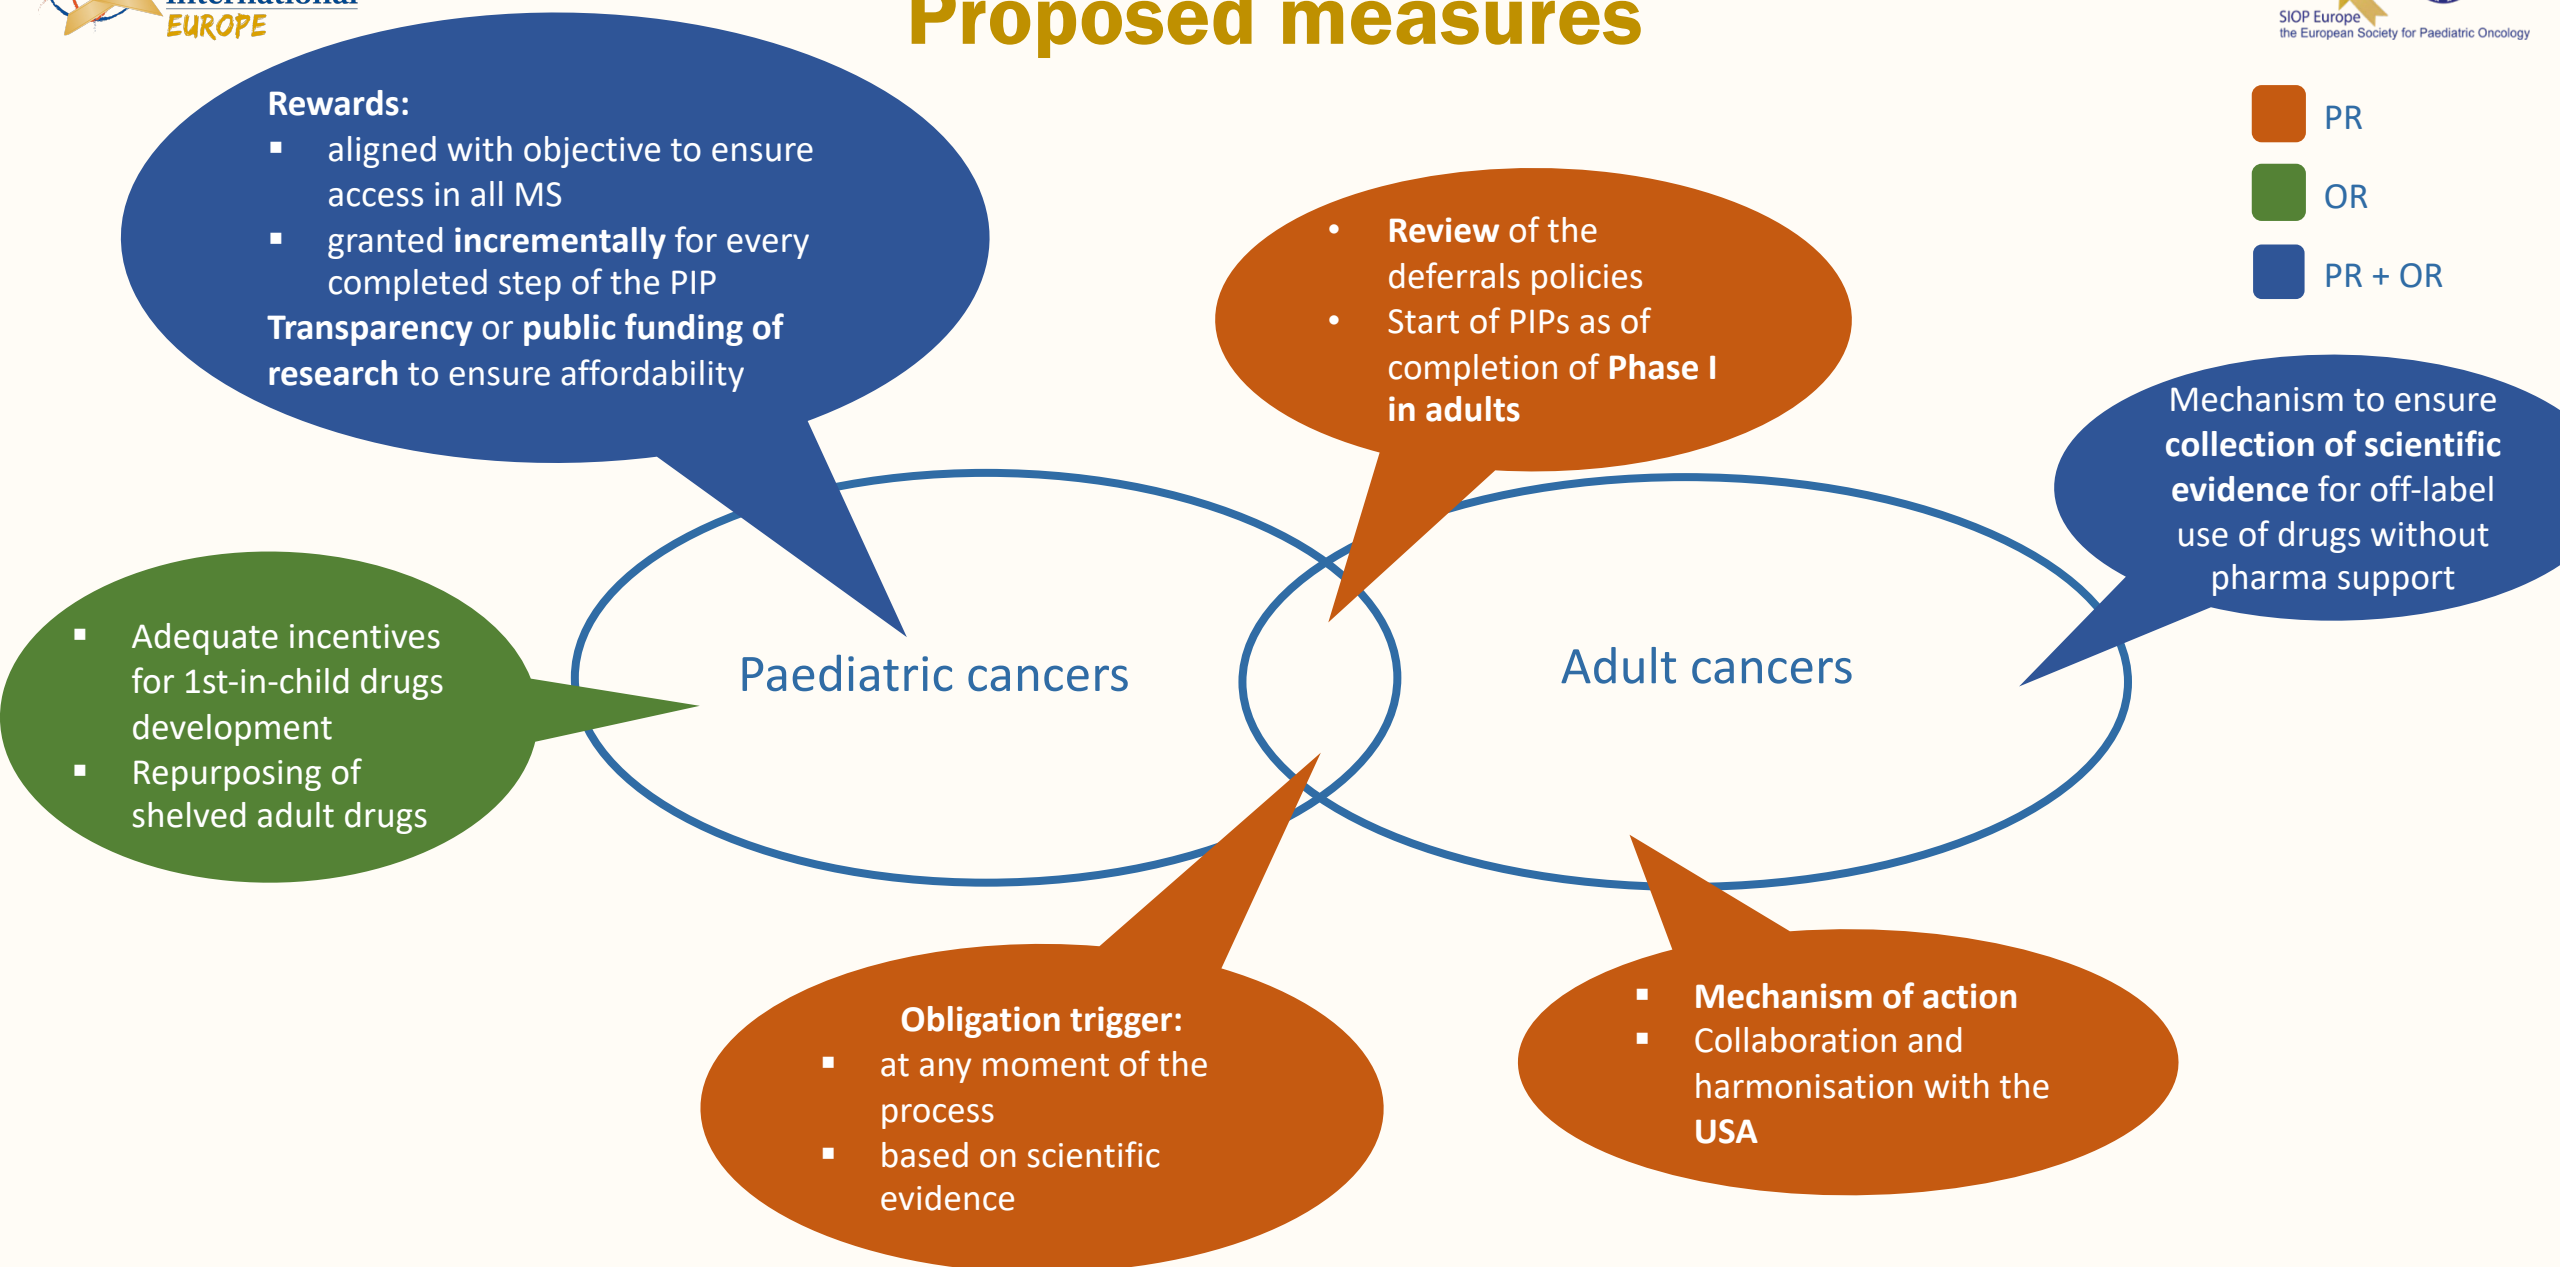 International
EUROPE
Proposed measures
SIOP Europe
the European Society for Paediatric Oncology
PR
OR
PR + OR
Rewards:
▪ aligned with objective to ensure
access in all MS
▪ granted incrementally for every
completed step of the PIP
Transparency or public funding of
research to ensure affordability
• Review of the
deferrals policies
• Start of PIPs as of
completion of Phase I
in adults
Mechanism to ensure
collection of scientific
evidence for off-label
use of drugs without
pharma support
▪ Adequate incentives
for 1st-in-child drugs
development
▪ Repurposing of
shelved adult drugs
Paediatric cancers
Adult cancers
Obligation trigger:
▪ at any moment of the
process
▪ based on scientific
evidence
▪ Mechanism of action
▪ Collaboration and
harmonisation with the
USA